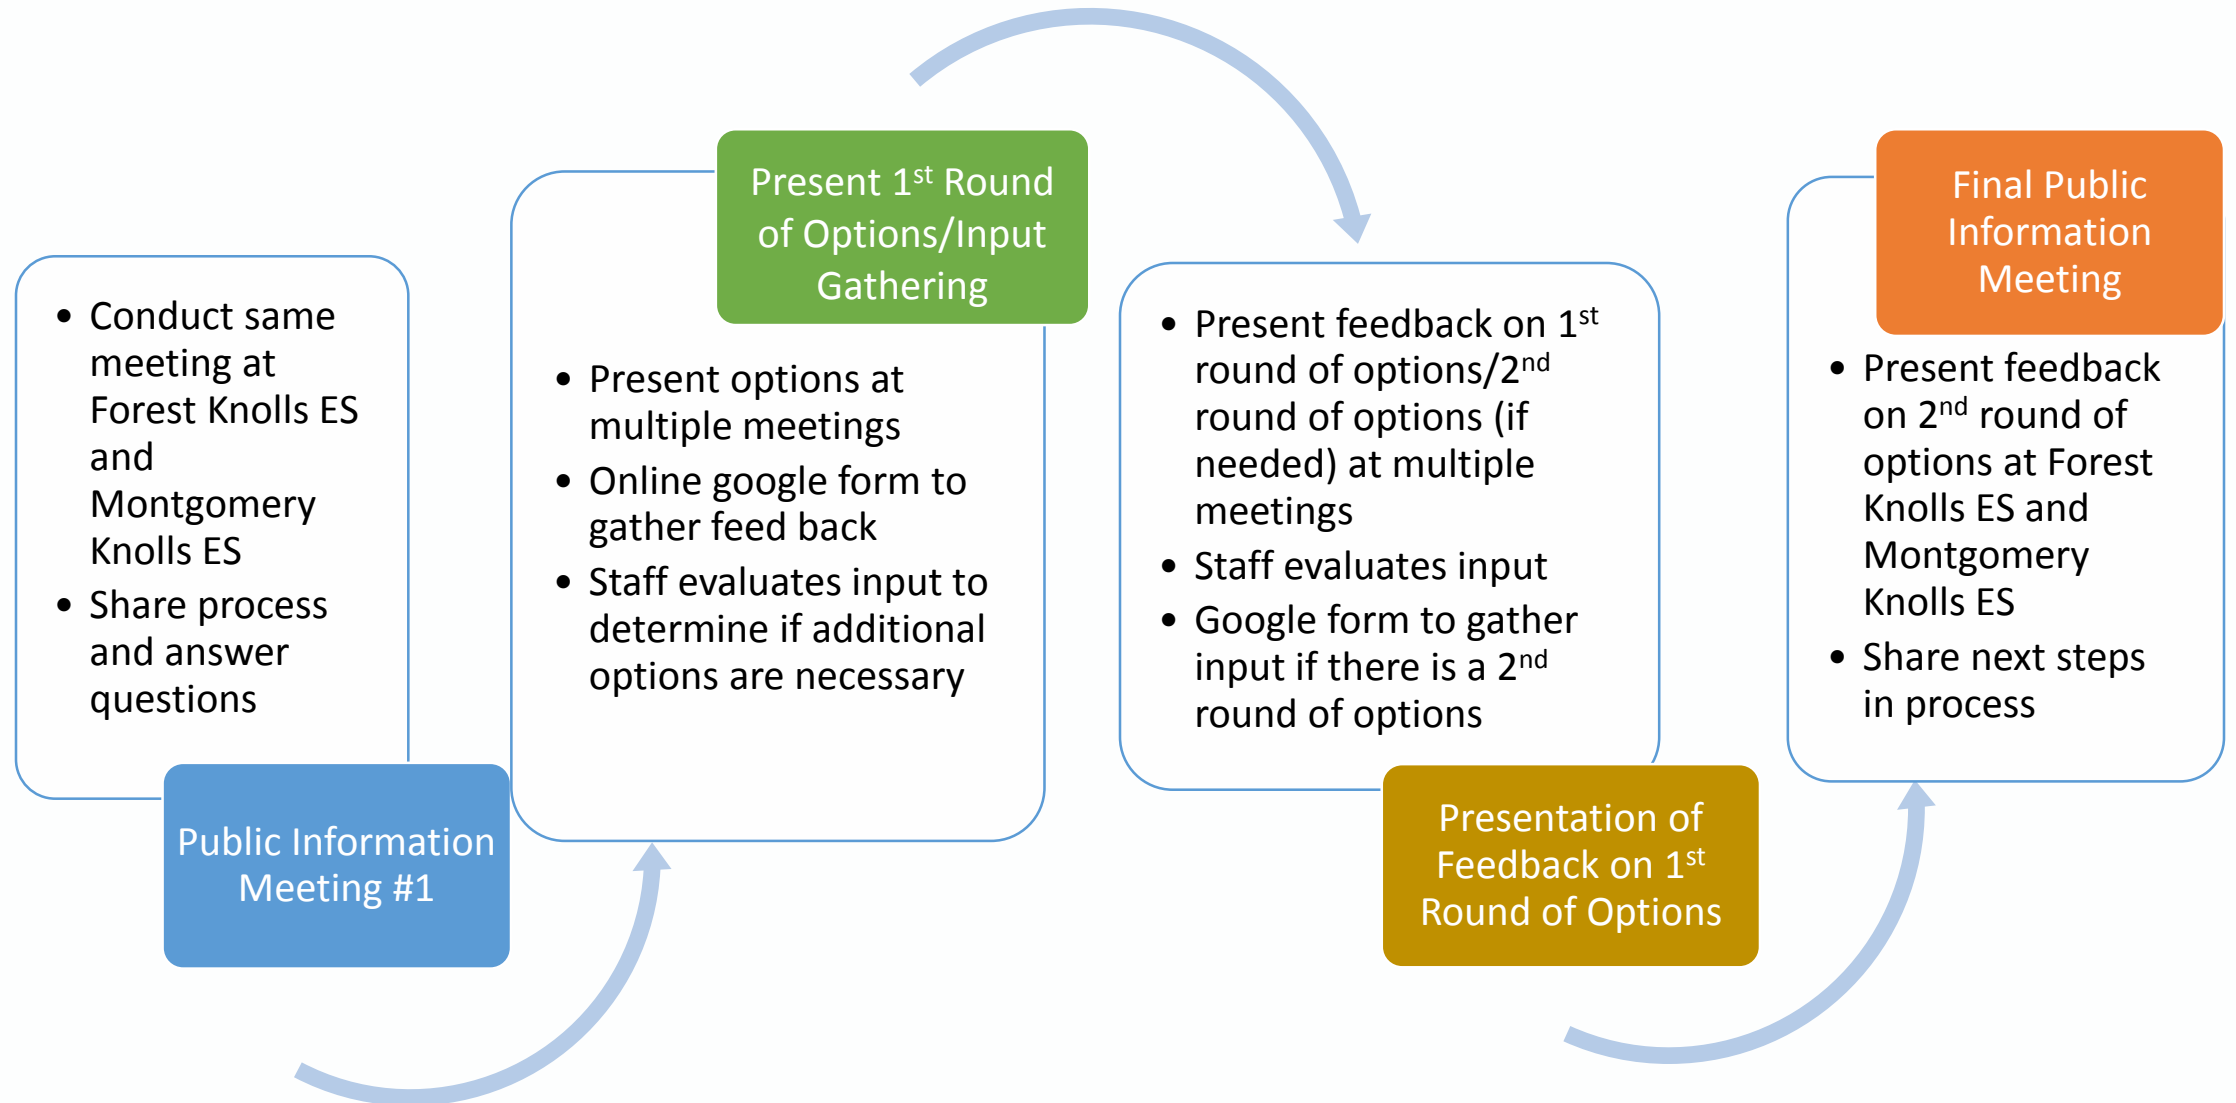 • Conduct same
meeting at
Forest Knolls ES
and
Montgomery
Knolls ES
• Share process
and answer
questions
Public Information
Meeting #1
Present 1st Round
of Options/Input
Gathering
• Present options at
multiple meetings
• Online google form to
gather feed back
• Staff evaluates input to
determine if additional
options are necessary
• Present feedback on 1st
round of options/2nd
round of options (if
needed) at multiple
meetings
• Staff evaluates input
• Google form to gather
input if there is a 2nd
round of options
Presentation of
Feedback on 1st
Round of Options
Final Public
Information
Meeting
• Present feedback
on 2nd round of
options at Forest
Knolls ES and
Montgomery
Knolls ES
• Share next steps
in process